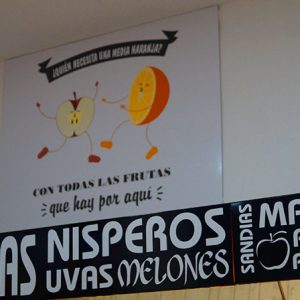 ¿QUIÉN NECESITA UNA MEDIA NARANJA?
CON TODAS LAS FRUTAS
¡que hay por aquí!
NISPEROS
UVAS MELONES
SANDIAS